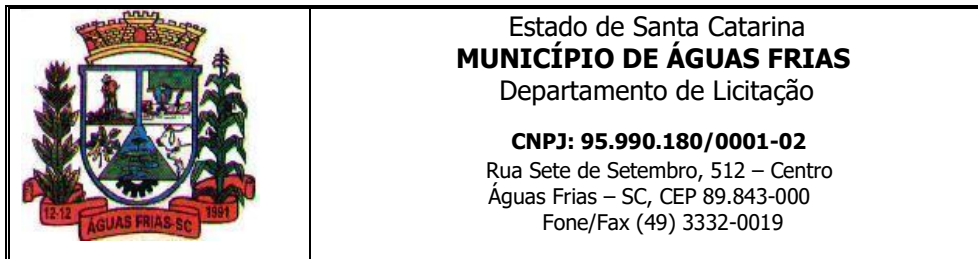 12-12
ÁGUAS FRIAS-SC
1991
Estado de Santa Catarina
MUNICÍPIO DE ÁGUAS FRIAS
Departamento de Licitação
CNPJ: 95.990.180/0001-02
Rua Sete de Setembro, 512 – Centro
Águas Frias – SC, CEP 89.843-000
Fone/Fax (49) 3332-0019